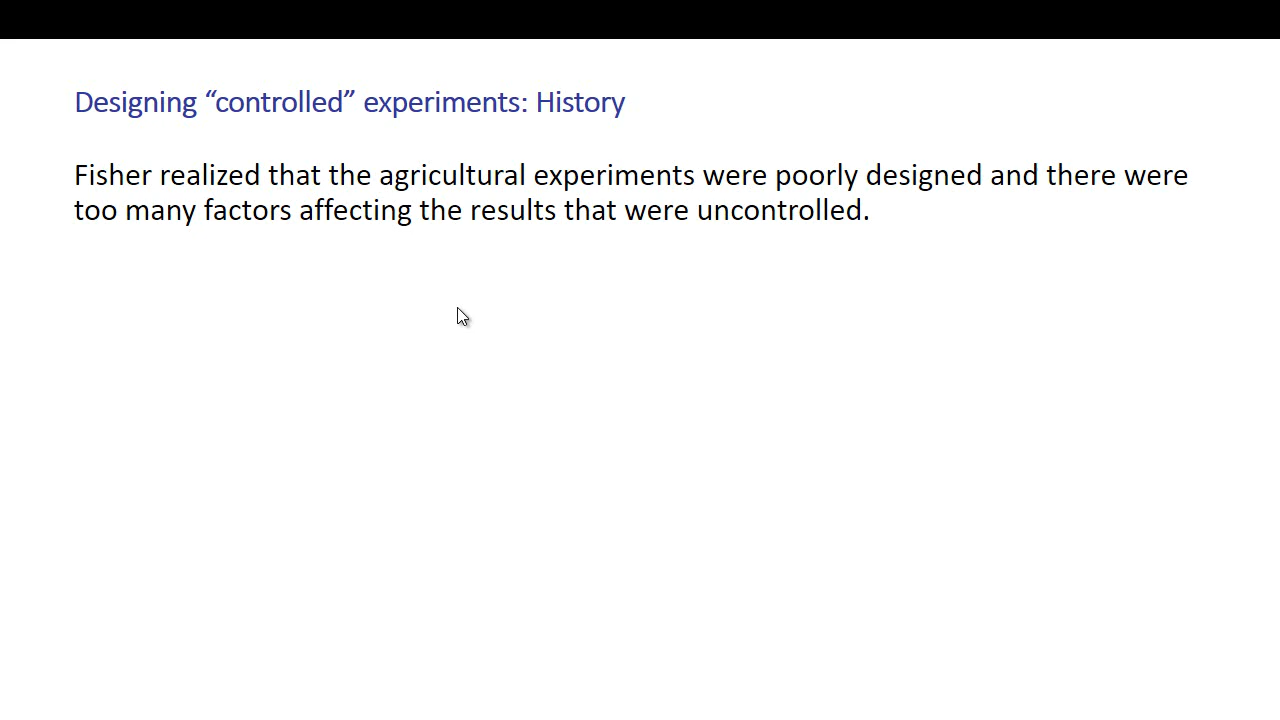 Designing “controlled” experiments: History
Fisher realized that the agricultural experiments were poorly designed and there were
too many factors affecting the results that were uncontrolled.